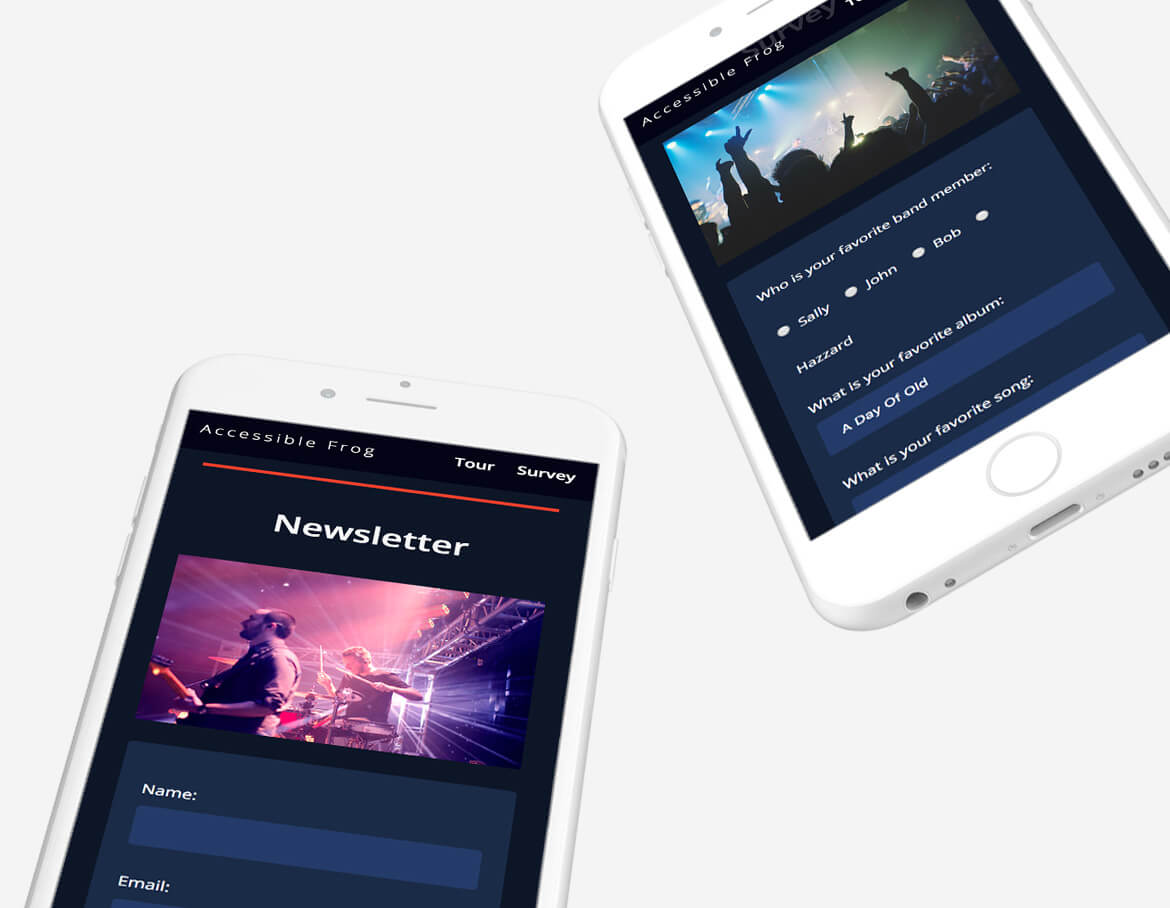 Accessible Frog
Tour Survey
Newsletter
Name:
Email:
Survey
Accessible Frog
Who is your favorite band member:
Sally John Bob
Hazzard
What is your favorite album:
A Day Of Old
What is your favorite song: